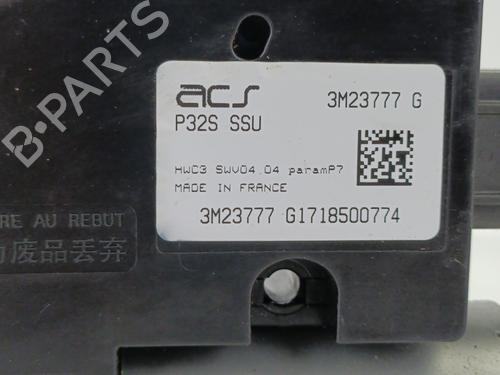 acs
3M23777 G
P32S SSU
HWC3 SWV04.04 paramP7
MADE IN FRANCE
3M23777 G1718500774
RE AU REBUT
废品丢弃
B-PARTS